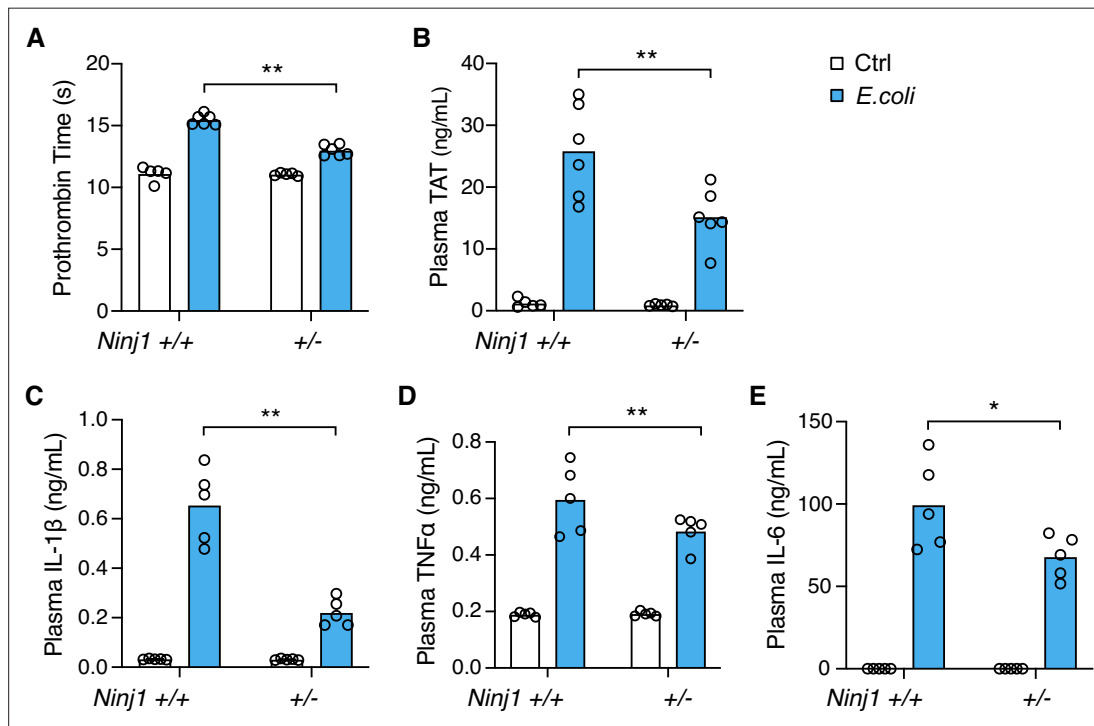 A
Prothrombin Time (s)
20
15
10
5
0
**
Ninj1 +/+
+/-
B
Plasma TAT (ng/mL)
40
30
20
10
0
**
Ninj1 +/+
+/-
Ctrl
E.coli
C
Plasma IL-1β (ng/mL)
1.0
0.8
0.6
0.4
0.2
0.0
**
Ninj1 +/+
+/-
D
Plasma TNFα (ng/mL)
0.8
0.6
0.4
0.2
0.0
**
Ninj1 +/+
+/-
E
Plasma IL-6 (ng/mL)
150
100
50
0
*
Ninj1 +/+
+/-